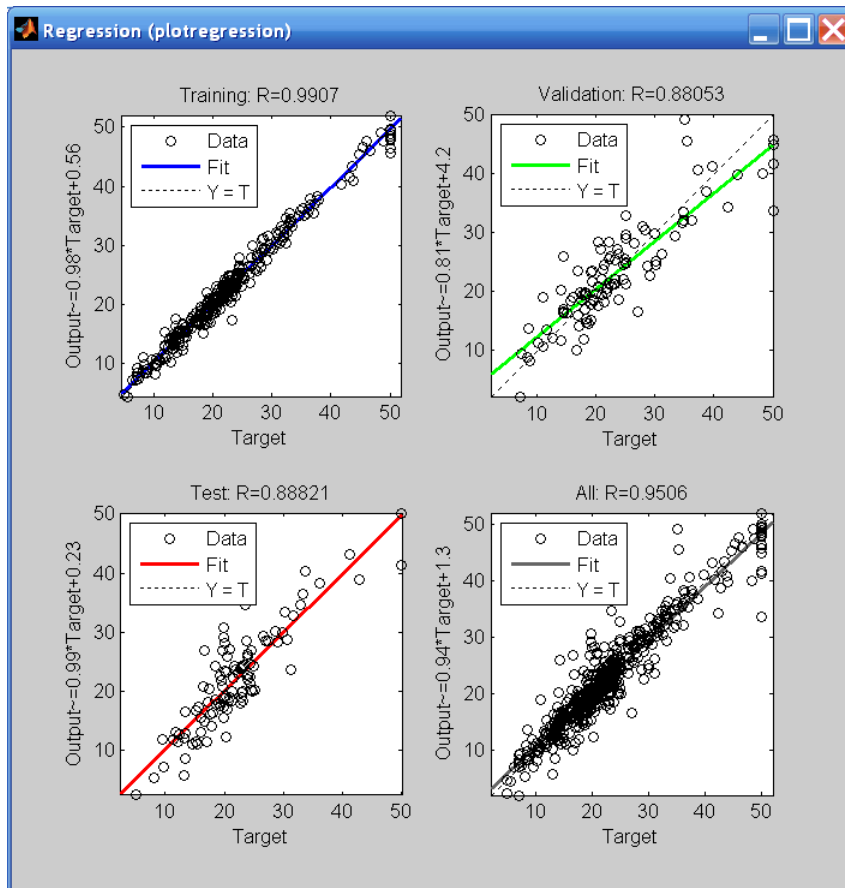 Regression (plotregression)
Training: R=0.9907
Output~=0.98*Target+0.56
50
40
30
20
10
Data
Fit
Y = T
10 20 30 40 50
Target
Validation: R=0.88053
Output~=0.81*Target+4.2
50
40
30
20
10
Data
Fit
Y = T
10 20 30 40 50
Target
Test: R=0.88821
Output~=0.99*Target+0.23
50
40
30
20
10
Data
Fit
Y = T
10 20 30 40 50
Target
All: R=0.9506
Output~=0.94*Target+1.3
50
40
30
20
10
Data
Fit
Y = T
10 20 30 40 50
Target